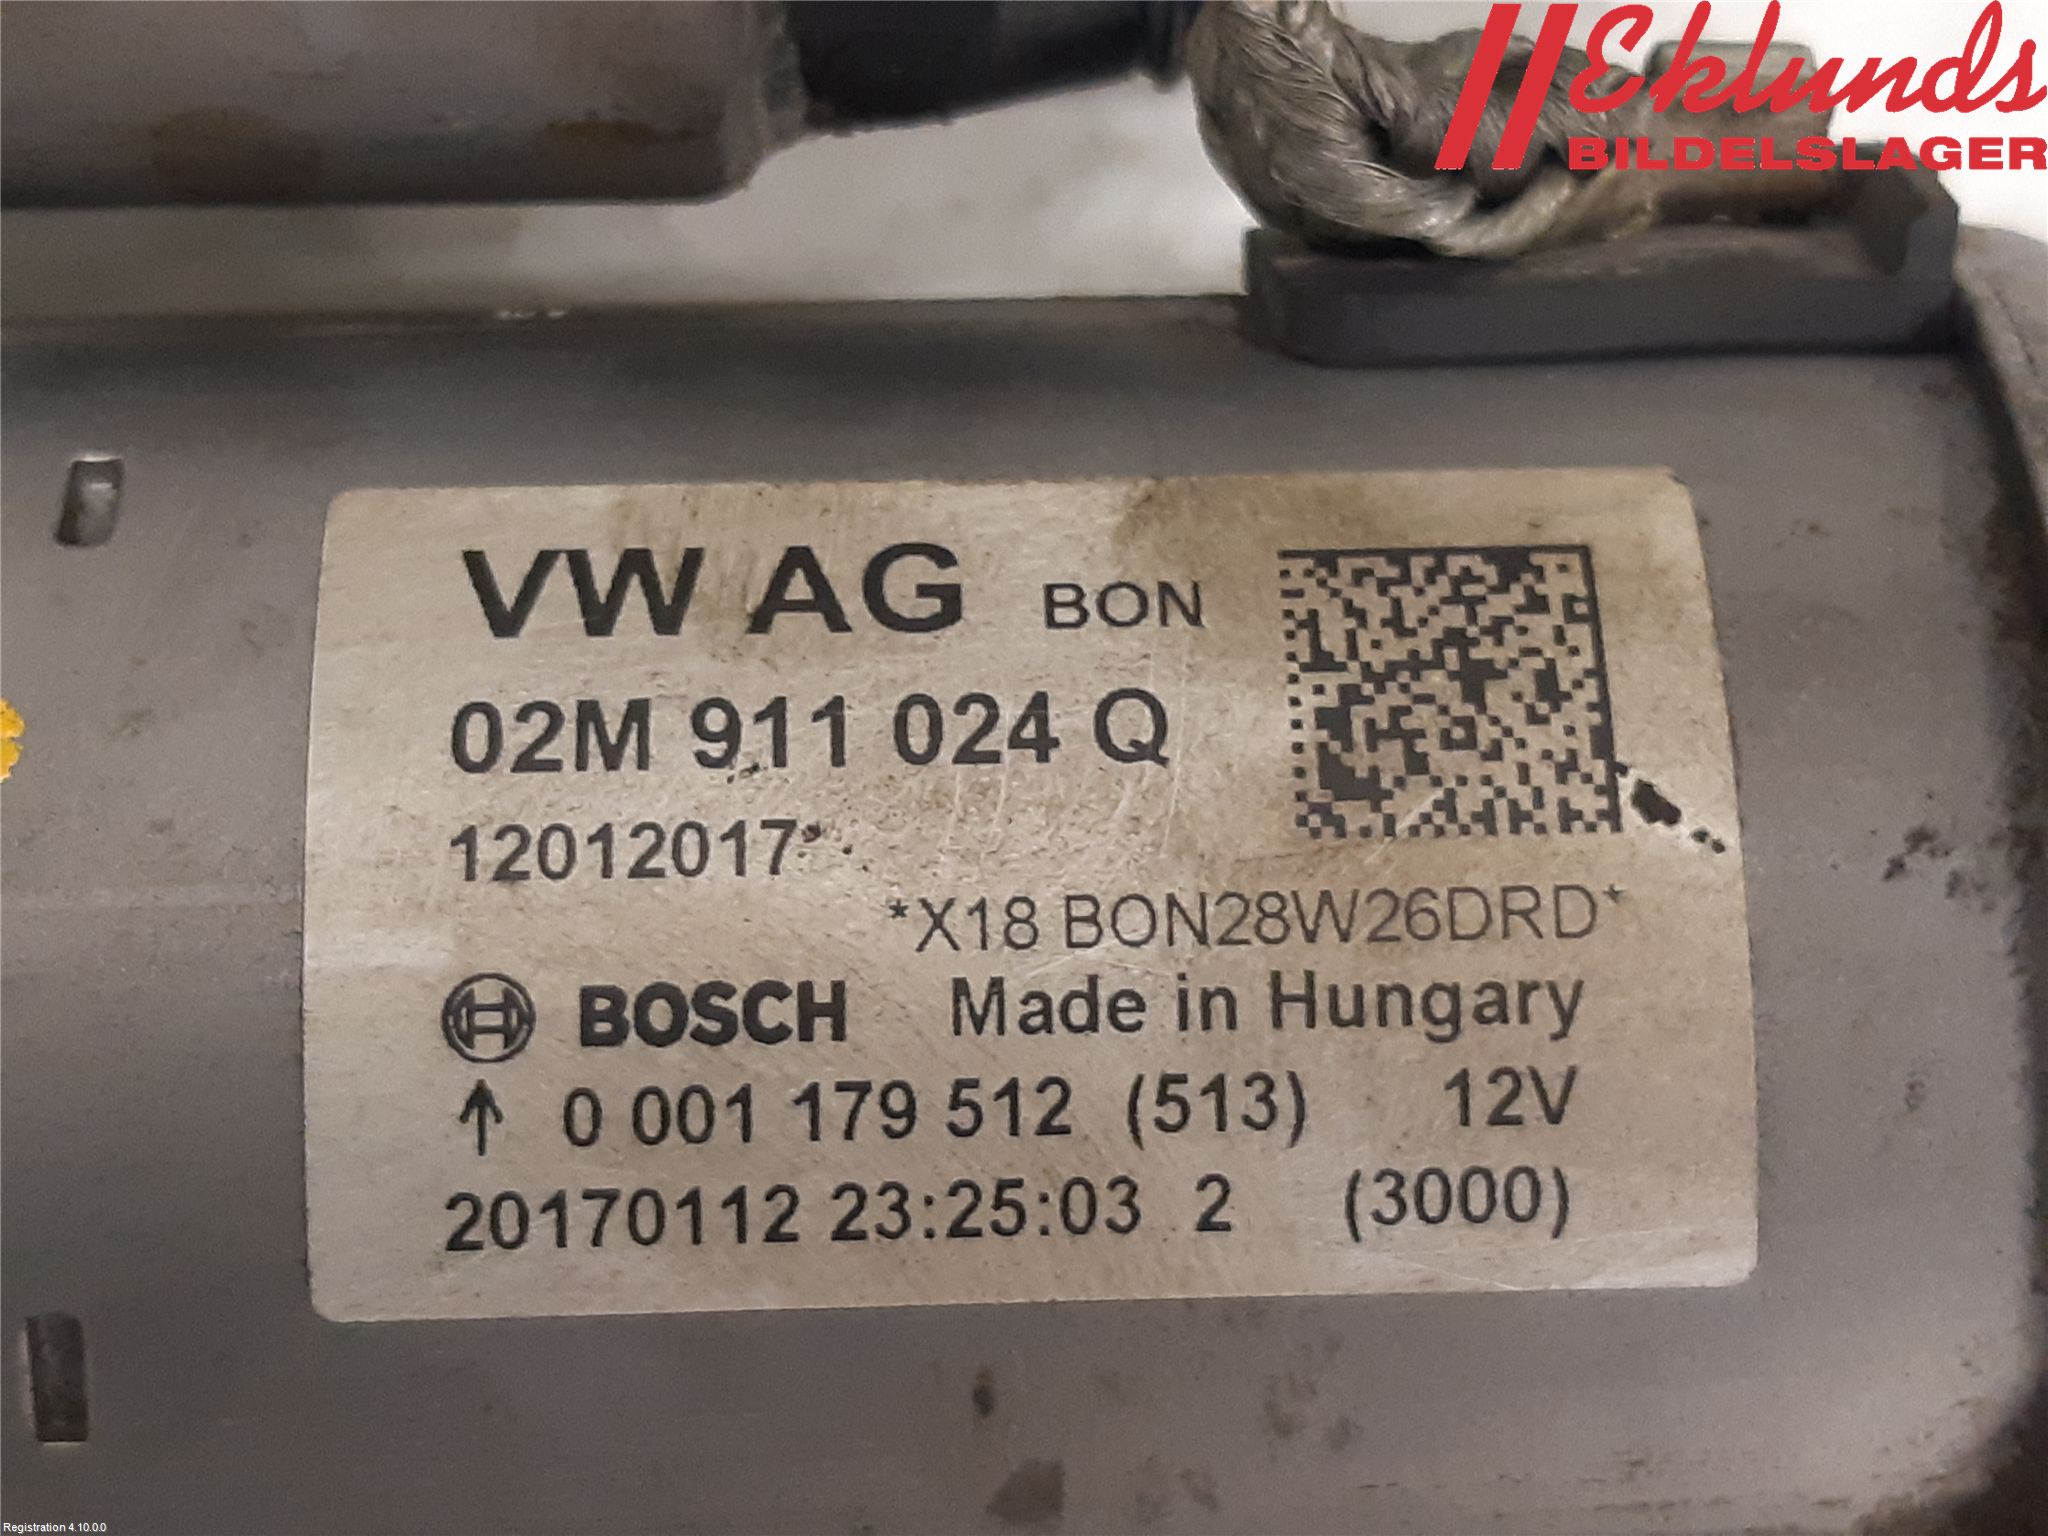 Eklunds
BILDELSLAGER
VW AG BON
02M 911 024 Q
12012017*
*X18 BON28W26DRD*
BOSCH Made in Hungary
↑ 0 001 179 512 (513) 12V
20170112 23:25:03 2 (3000)
Registration 4.10.0.0